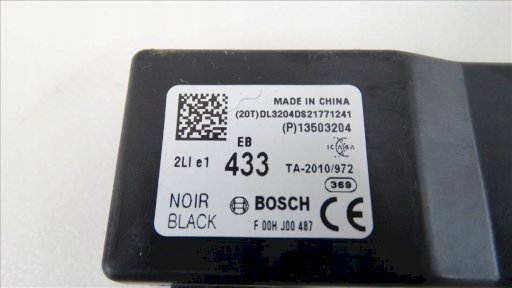 MADE IN CHINA
(20T)DL3204DS21771241
(P)13503204
EB
ICASA
2LI e1
433
TA-2010/972
369
NOIR
BLACK
BOSCH
F 00H J00 487
CE